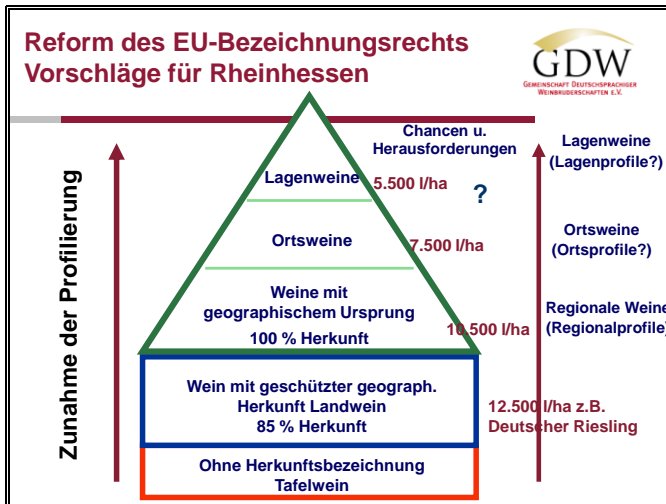 Reform des EU-Bezeichnungsrechts
Vorschläge für Rheinhessen
GDW
GEMEINSCHAFT DEUTSCHSPRACHIGER
WEINBRUDERSCHAFTEN E.V.
Zunahme der Profilierung
Chancen u.
Herausforderungen
?
Lagenweine
5.500 l/ha
Ortsweine
7.500 l/ha
Weine mit
geographischem Ursprung
100 % Herkunft
10.500 l/ha
Wein mit geschützter geograph.
Herkunft Landwein
85 % Herkunft
12.500 l/ha z.B.
Deutscher Riesling
Ohne Herkunftsbezeichnung
Tafelwein
Lagenweine
(Lagenprofile?)
Ortsweine
(Ortsprofile?)
Regionale Weine
(Regionalprofile)